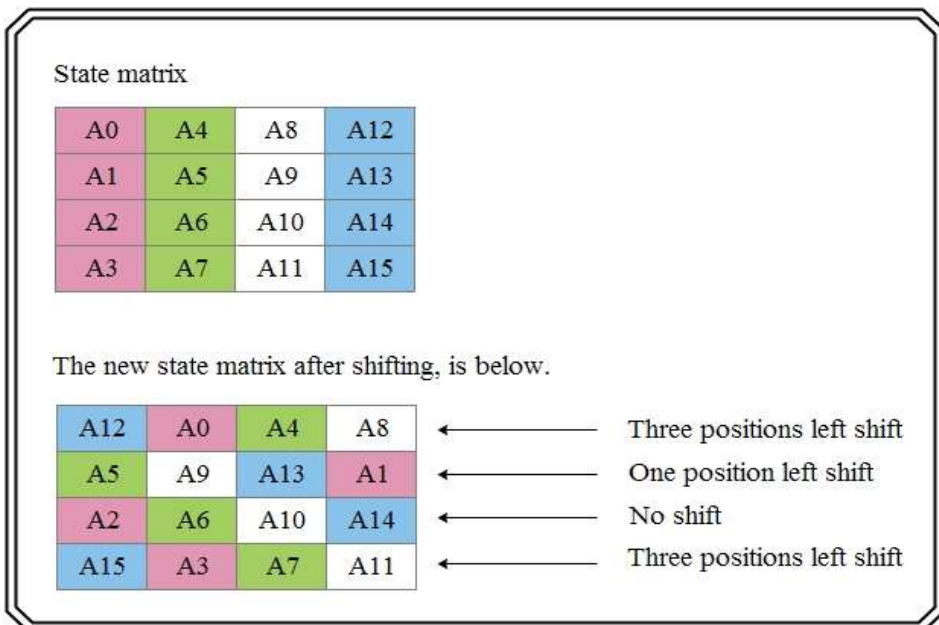 State matrix
A0 A4 A8 A12
A1 A5 A9 A13
A2 A6 A10 A14
A3 A7 A11 A15
The new state matrix after shifting, is below.
A12 A0 A4 A8 Three positions left shift
A5 A9 A13 A1 One position left shift
A2 A6 A10 A14 No shift
A15 A3 A7 A11 Three positions left shift